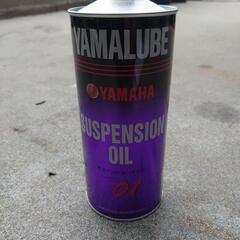 YAMALUBE
YAMAHA
SUSPENSION
OIL
01